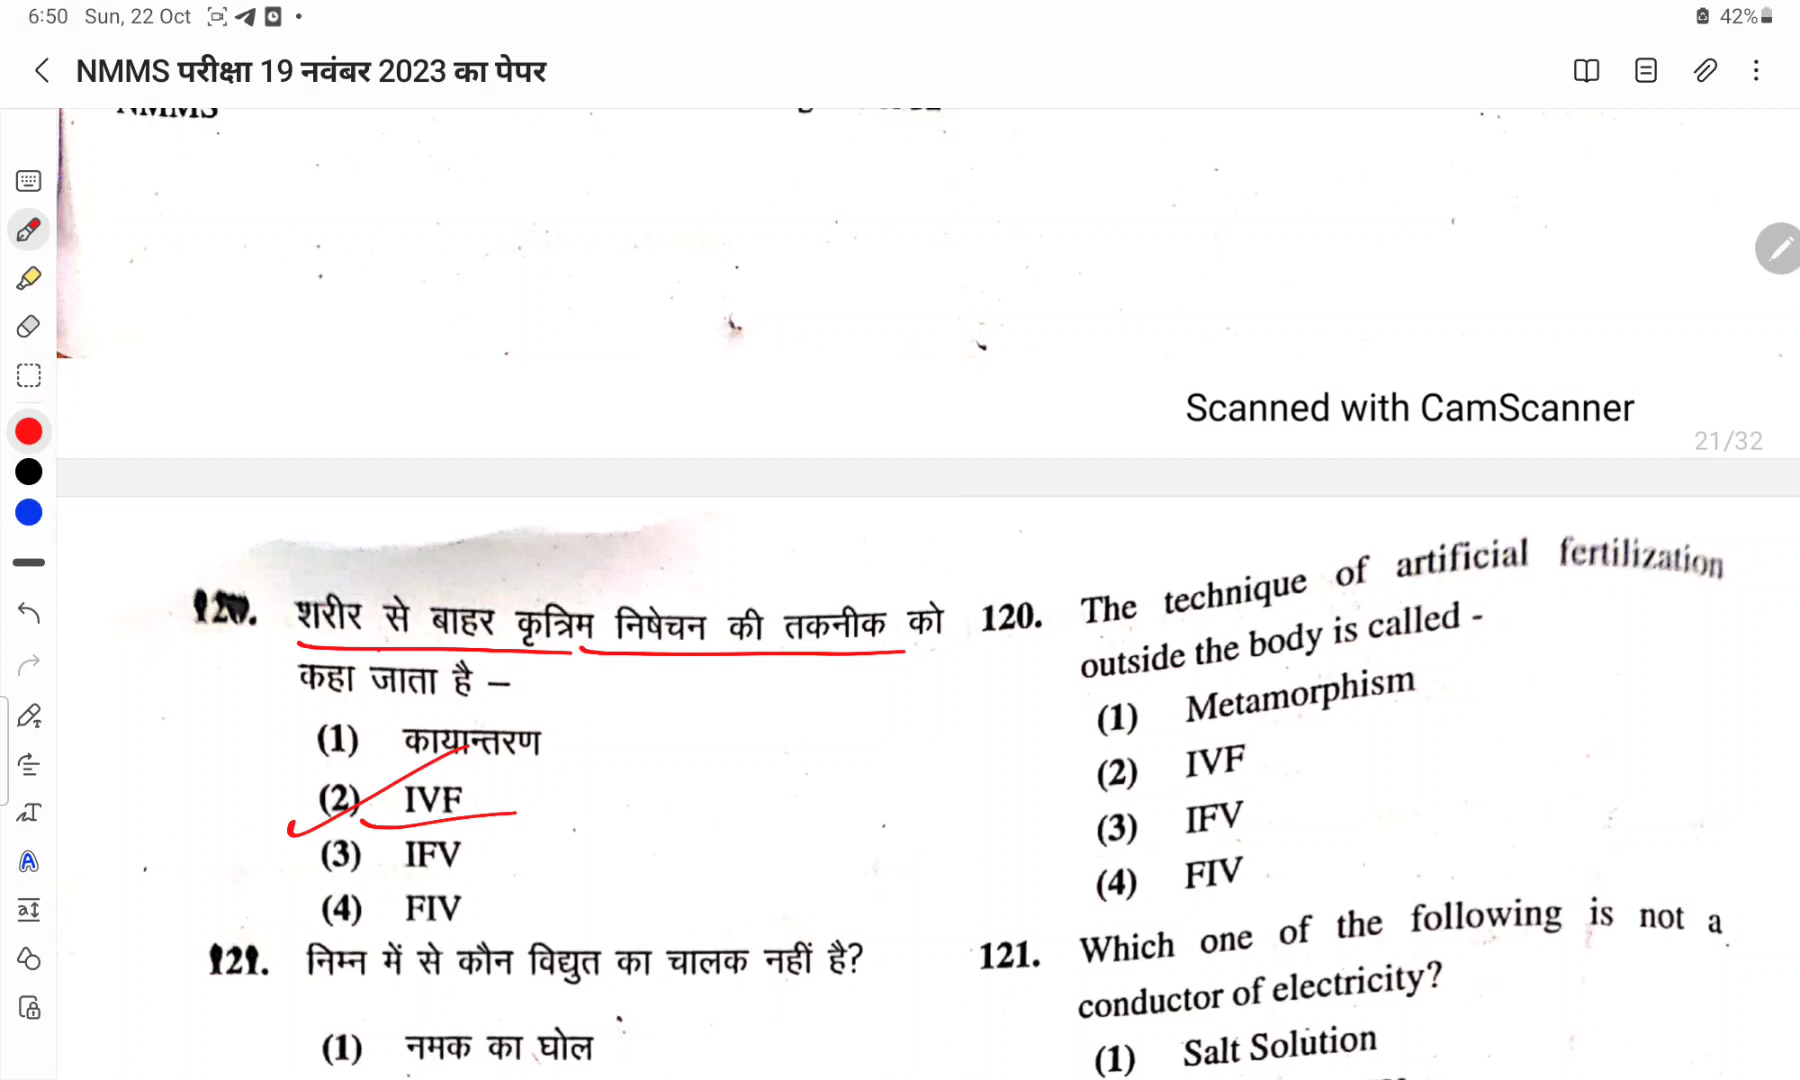 6:50 Sun, 22 Oct
42%
NMMS परीक्षा 19 नवंबर 2023 का पेपर
NMMS
Scanned with CamScanner
21/32
120. शरीर से बाहर कृत्रिम निषेचन की तकनीक को
कहा जाता है –
(1) कायान्तरण
(2) IVF
(3) IFV
(4) FIV
121. निम्न में से कौन विद्युत का चालक नहीं है?
(1) नमक का घोल
120. The technique of artificial fertilization
outside the body is called -
(1) Metamorphism
(2) IVF
(3) IFV
(4) FIV
121. Which one of the following is not a
conductor of electricity?
(1) Salt Solution